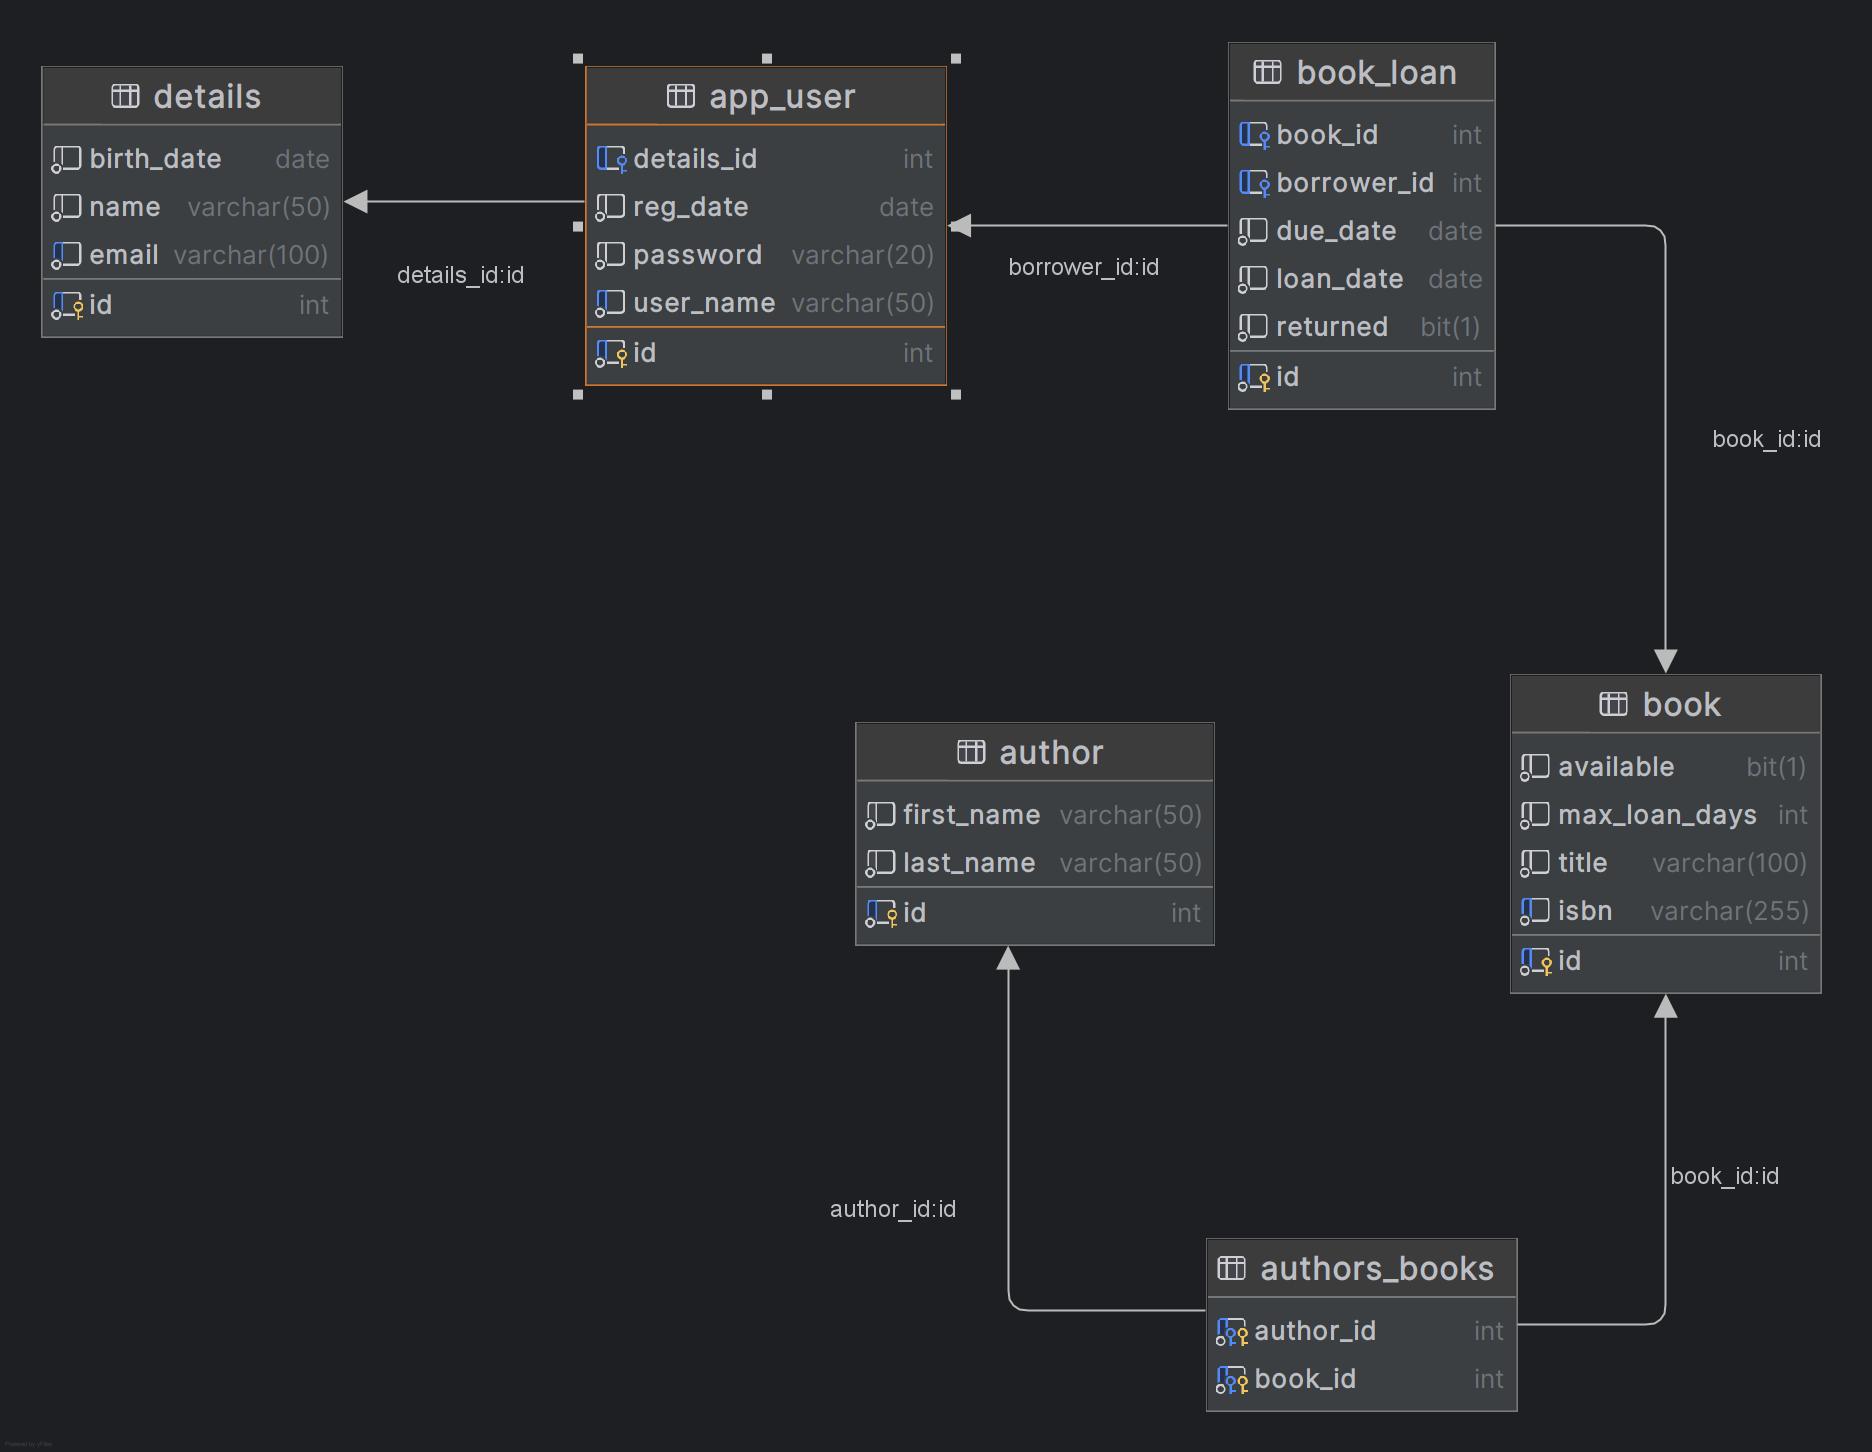 details
birth_date date
name varchar(50)
email varchar(100)
id int
details_id:id
app_user
details_id int
reg_date date
password varchar(20)
user_name varchar(50)
id int
borrower_id:id
book_loan
book_id int
borrower_id int
due_date date
loan_date date
returned bit(1)
id int
book_id:id
author
first_name varchar(50)
last_name varchar(50)
id int
book
available bit(1)
max_loan_days int
title varchar(100)
isbn varchar(255)
id int
author_id:id
book_id:id
authors_books
author_id int
book_id int
Powered by yFiles